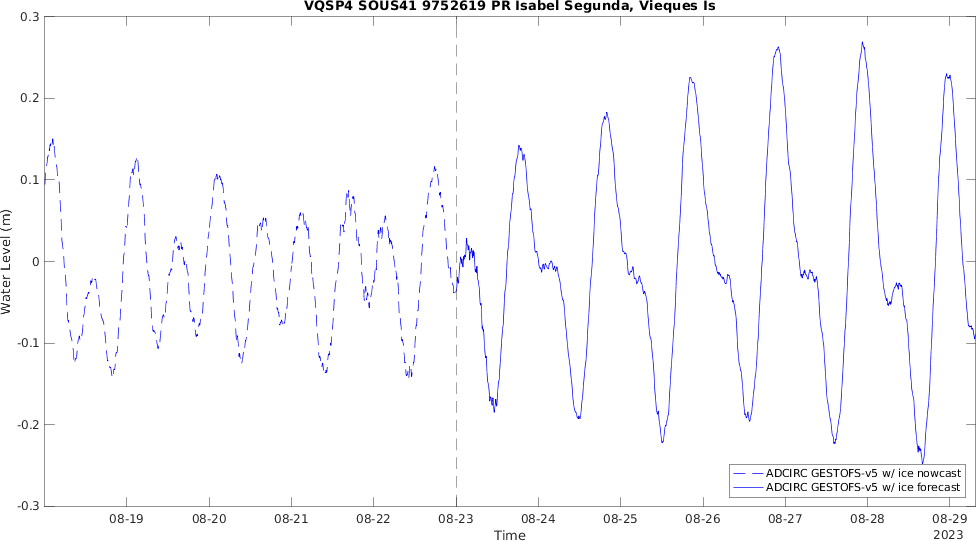 VQSP4 SOUS41 9752619 PR Isabel Segunda, Vieques Is
0.3
0.2
0.1
0
-0.1
-0.2
-0.3
Water Level (m)
ADCIRC GESTOFS-v5 w/ ice nowcast
ADCIRC GESTOFS-v5 w/ ice forecast
08-19 08-20 08-21 08-22 08-23 08-24 08-25 08-26 08-27 08-28 08-29
2023
Time